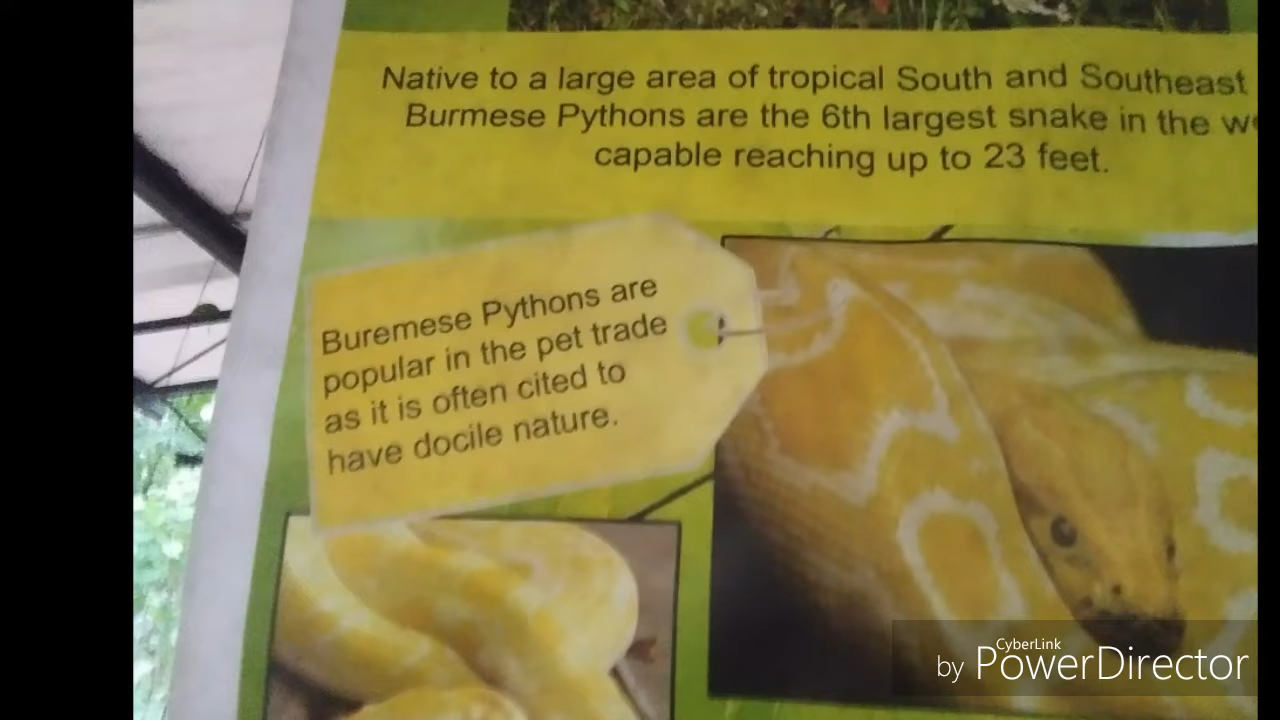 Native to a large area of tropical South and Southeast
Burmese Pythons are the 6th largest snake in the
capable reaching up to 23 feet.
Buremese Pythons are
popular in the pet trade
as it is often cited to
have docile nature.
CyberLink
by PowerDirector